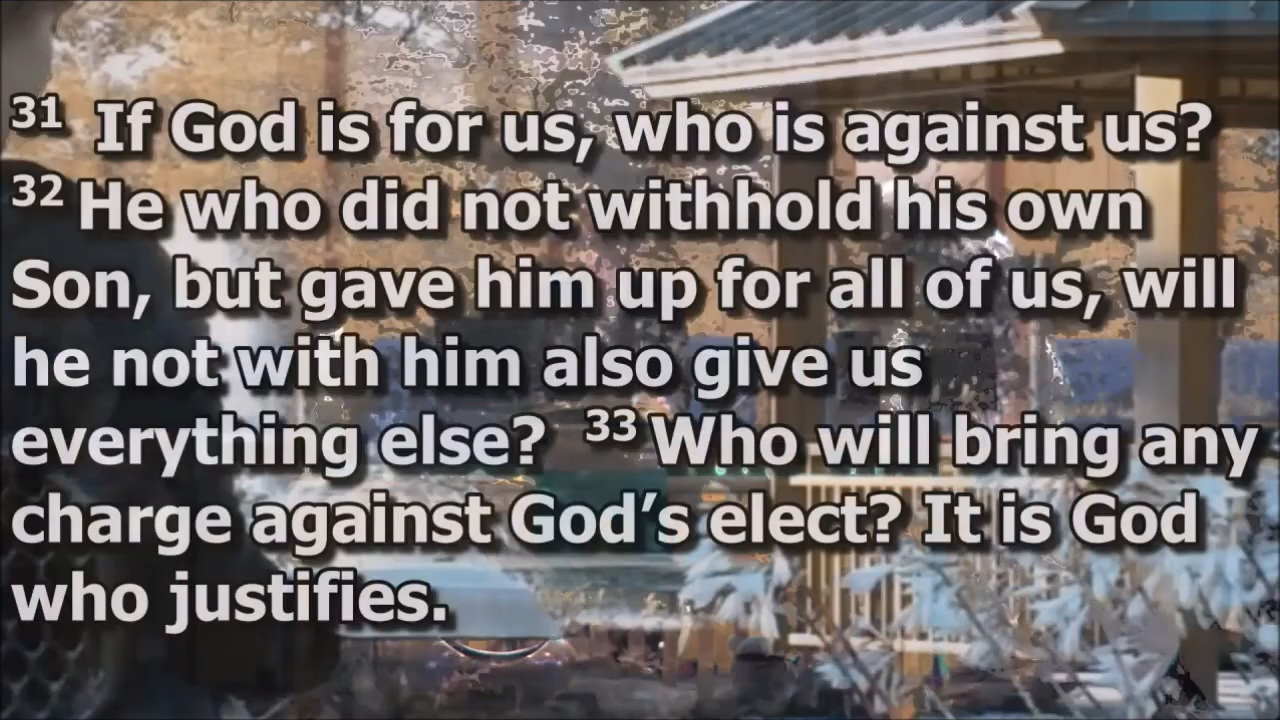 31 If God is for us, who is against us?
32 He who did not withhold his own
Son, but gave him up for all of us, will
he not with him also give us
everything else? 33 Who will bring any
charge against God’s elect? It is God
who justifies.